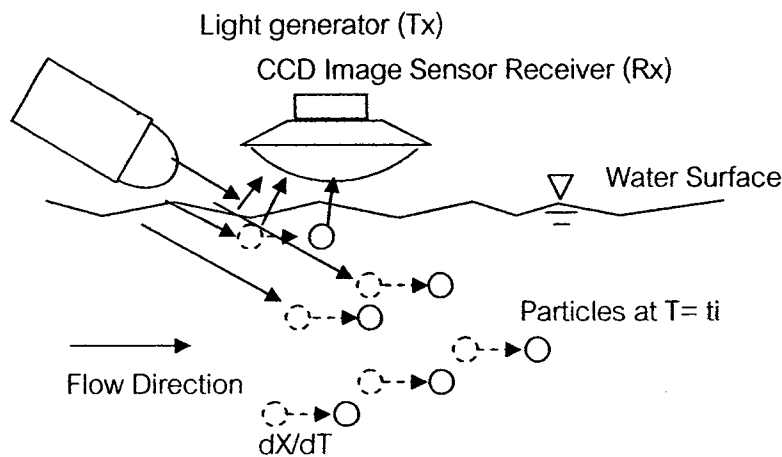 Light generator (Tx)
CCD Image Sensor Receiver (Rx)
Water Surface
Particles at T= ti
Flow Direction
dX/dT